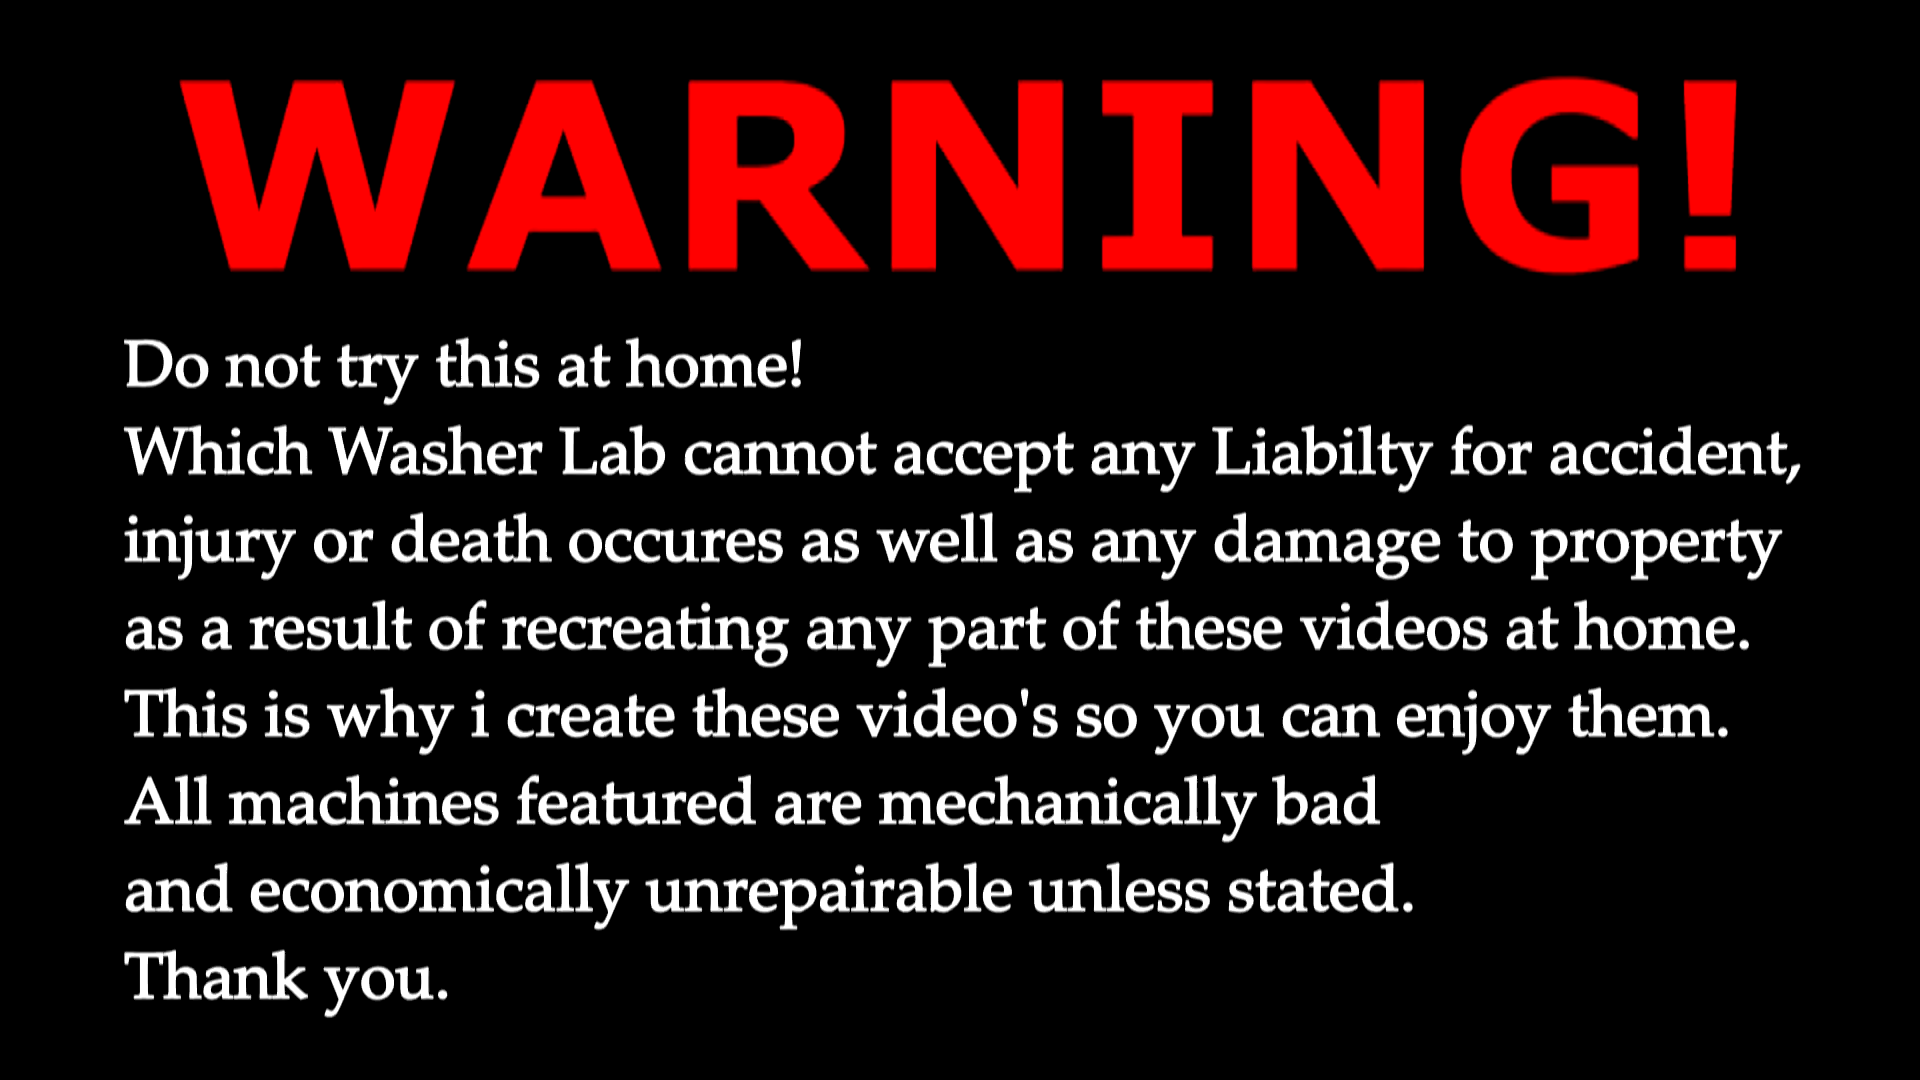 WARNING!
Do not try this at home!
Which Washer Lab cannot accept any Liabilty for accident,
injury or death occures as well as any damage to property
as a result of recreating any part of these videos at home.
This is why i create these video's so you can enjoy them.
All machines featured are mechanically bad
and economically unrepairable unless stated.
Thank you.